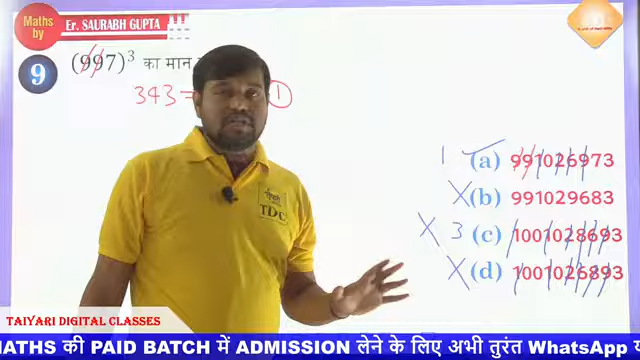 Maths
by
Er. SAURABH GUPTA
9
(997)³ का मान
343 =
1
1 (a) 991026973
X (b) 991029683
X 3 (c) 1001028693
X (d) 1001026893
TDC
TAIYARI DIGITAL CLASSES
MATHS की PAID BATCH में ADMISSION लेने के लिए अभी तुरंत WhatsApp